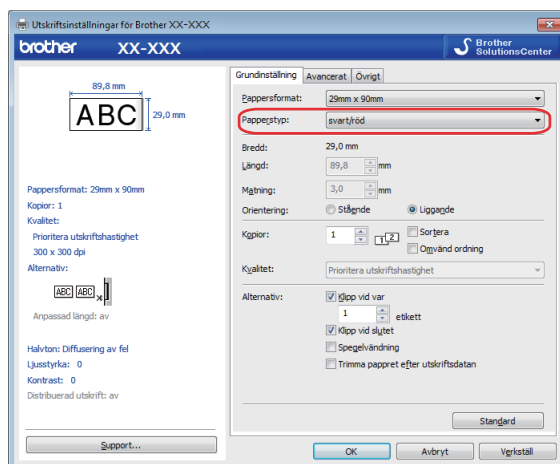 Utskriftsinställningar för Brother XX-XXX
brother XX-XXX
Brother
SolutionsCenter
89,8 mm
ABC
29,0 mm
Pappersformat: 29mm x 90mm
Kopior: 1
Kvalitet:
Prioritera utskriftshastighet
300 x 300 dpi
Alternativ:
ABC ABC x
Anpassad längd: av
Halvton: Diffusering av fel
Ljusstyrka: 0
Kontrast: 0
Distribuerad utskrift: av
Support...
Grundinställning Avancerat Övrigt
Pappersformat: 29mm x 90mm
Papperstyp: svart/röd
Bredd: 29,0 mm
Längd: 89,8 mm
Matning: 3,0 mm
Orientering: Stående Liggande
Kopior: 1 1 2 Sortera
Omvänd ordning
Kvalitet: Prioritera utskriftshastighet
Alternativ: Klipp vid var
1 etikett
Klipp vid slutet
Spegelvändning
Trimma pappret efter utskriftsdatan
Standard
OK Avbryt Verkställ